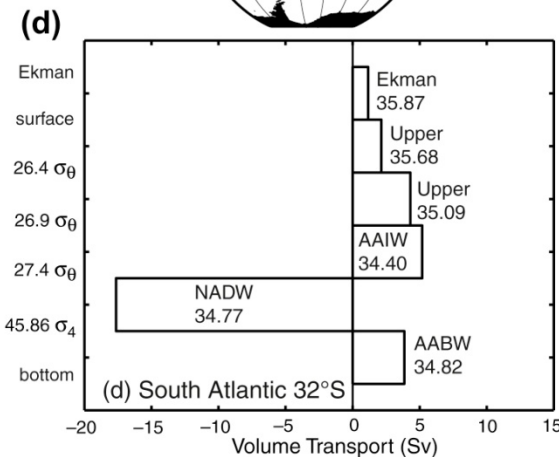 (d)
Ekman
surface
26.4 σθ
26.9 σθ
27.4 σθ
45.86 σ4
bottom
Ekman
35.87
Upper
35.68
Upper
35.09
AAIW
34.40
NADW
34.77
AABW
34.82
(d) South Atlantic 32°S
−20 −15 −10 −5 0 5 10 15
Volume Transport (Sv)